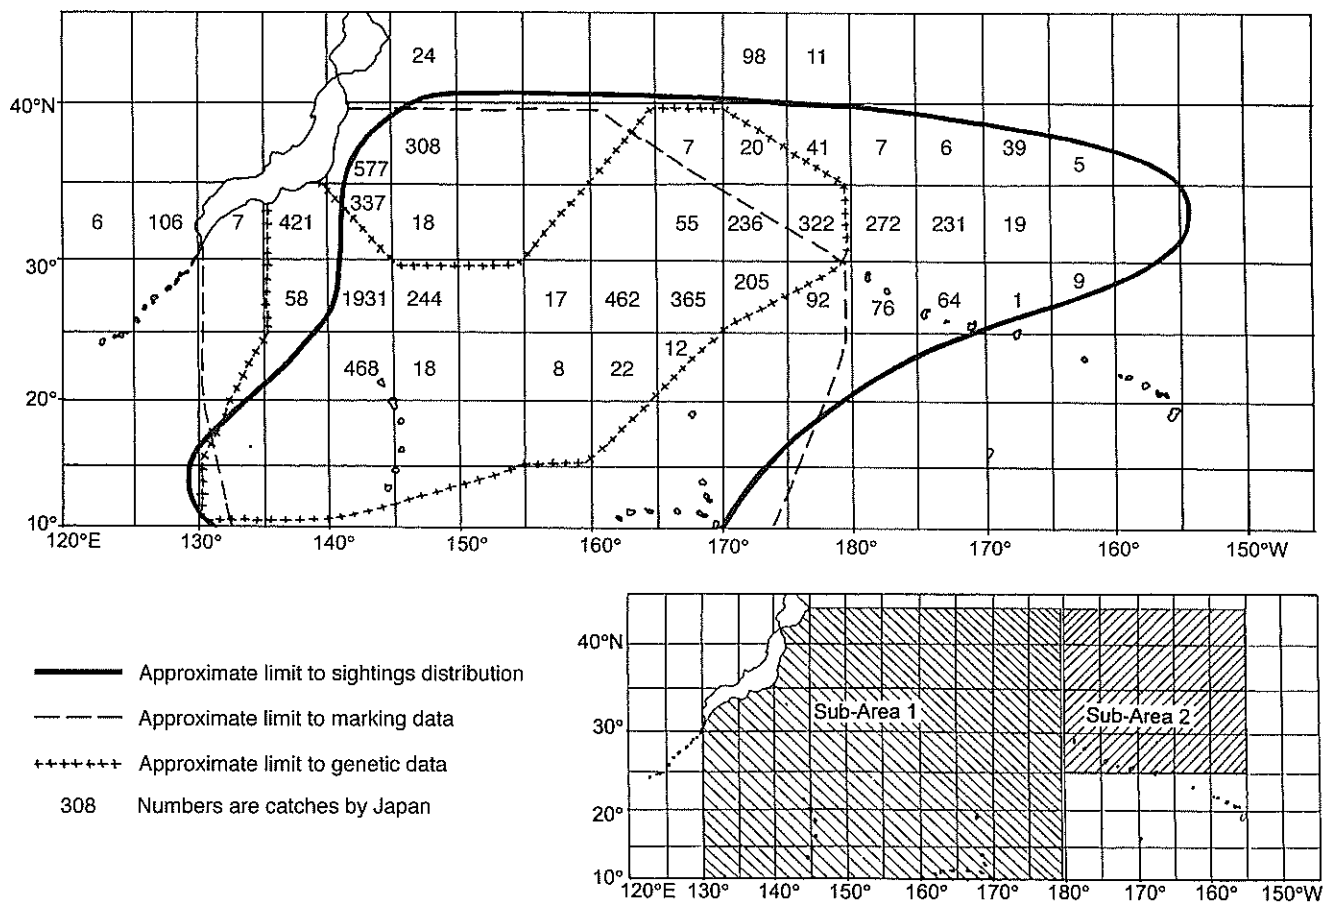 24 98 11
40°N
308 7 20 41 7 6 39 5
577
337
6 106 7 421 18 55 236 322 272 231 19
30°
205 9
58 1931 244 17 462 365 92 76 64 1
12
468 18 8 22
20°
10°
120°E 130° 140° 150° 160° 170° 180° 170° 160° 150°W
Approximate limit to sightings distribution
Approximate limit to marking data
Approximate limit to genetic data
308 Numbers are catches by Japan
40°N
Sub-Area 1 Sub-Area 2
30°
20°
10°
120°E 130° 140° 150° 160° 170° 180° 170° 160° 150°W